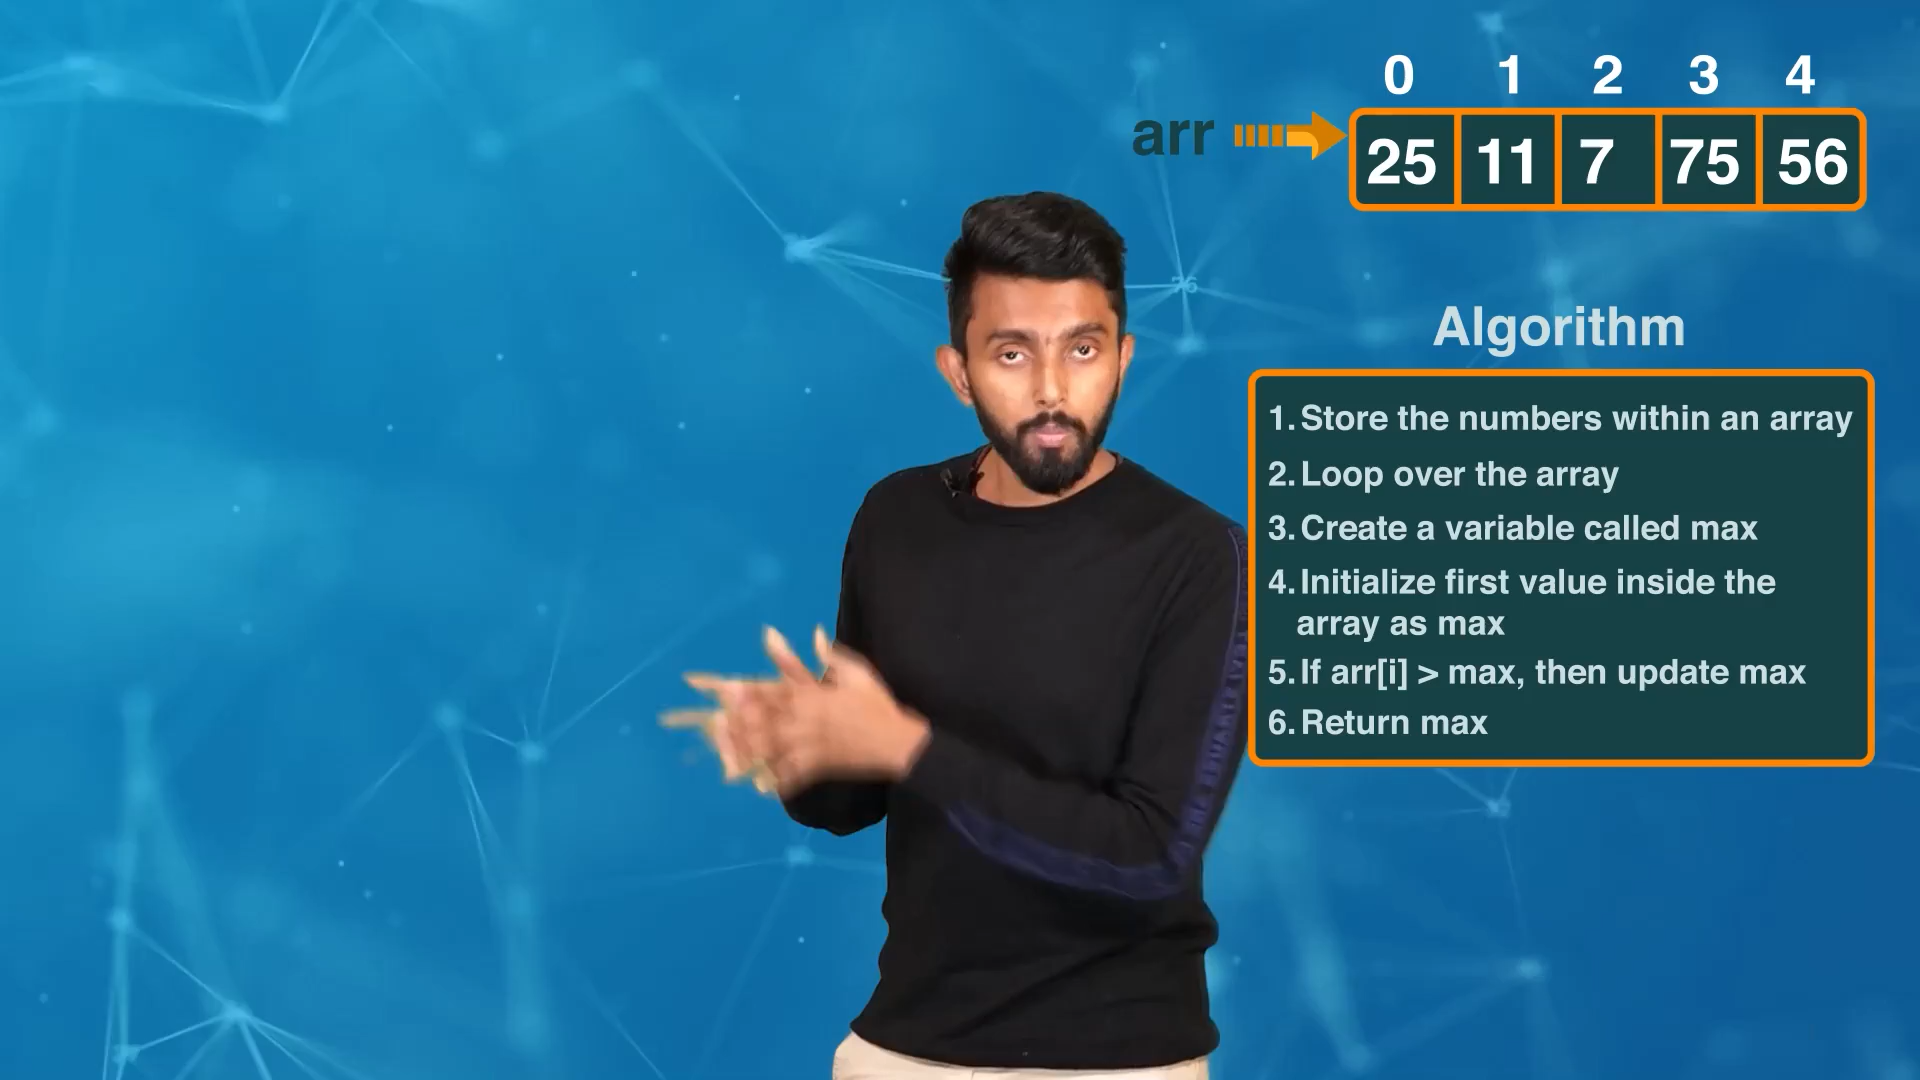 0 1 2 3 4
arr 25 11 7 75 56
Algorithm
1. Store the numbers within an array
2. Loop over the array
3. Create a variable called max
4. Initialize first value inside the
array as max
5. If arr[i] > max, then update max
6. Return max